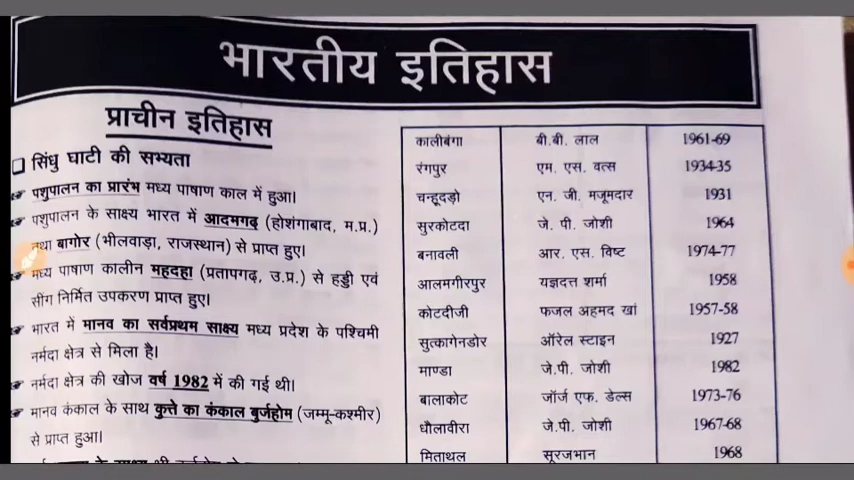 भारतीय इतिहास
प्राचीन इतिहास
सिंधु घाटी की सभ्यता
पशुपालन का प्रारंभ मध्य पाषाण काल में हुआ।
पशुपालन के साक्ष्य भारत में आदमगढ़ (होशंगाबाद, म.प्र.)
तथा बागोर (भीलवाड़ा, राजस्थान) से प्राप्त हुए।
मध्य पाषाण कालीन महदहा (प्रतापगढ़, उ.प्र.) से हड्डी एवं
सींग निर्मित उपकरण प्राप्त हुए।
भारत में मानव का सर्वप्रथम साक्ष्य मध्य प्रदेश के पश्चिमी
नर्मदा क्षेत्र से मिला है।
नर्मदा क्षेत्र की खोज वर्ष 1982 में की गई थी।
मानव कंकाल के साथ कुत्ते का कंकाल बुर्जहोम (जम्मू-कश्मीर)
से प्राप्त हुआ।
कालीबंगा बी.बी. लाल 1961-69
रंगपुर एम. एस. वत्स 1934-35
चन्हूदड़ो एन. जी. मजूमदार 1931
सुरकोटदा जे. पी. जोशी 1964
बनावली आर. एस. विष्ट 1974-77
आलमगीरपुर यज्ञदत्त शर्मा 1958
कोटदीजी फजल अहमद खां 1957-58
सुत्कागेनडोर ऑरेल स्टाइन 1927
माण्डा जे.पी. जोशी 1982
बालाकोट जॉर्ज एफ. डेल्स 1973-76
धौलावीरा जे.पी. जोशी 1967-68
मिताथल सूरजभान 1968